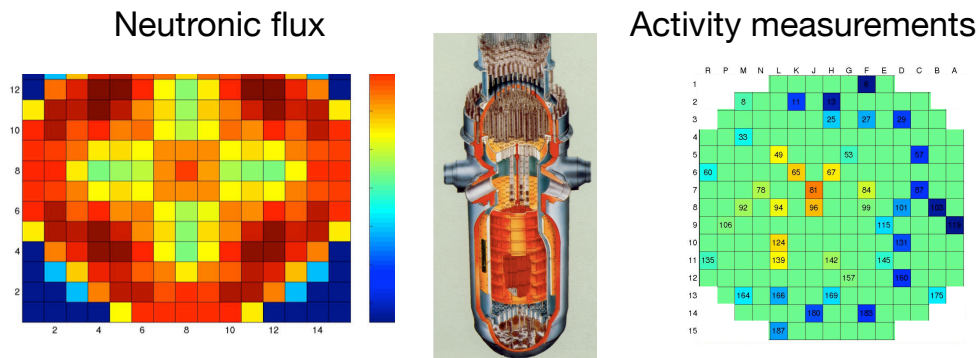 Neutronic flux
Activity measurements
12
10
8
6
4
2
2 4 6 8 10 12 14
R P M N L K J H G F E D C B A
1 6
2 8 11 13
3 25 27 29
4 33
5 49 53 57
6 60 65 67
7 78 81 84 87
8 92 94 96 99 101 103
9 106 115 119
10 124 131
11 135 139 142 145
12 157 160
13 164 166 169 175
14 180 183
15 187